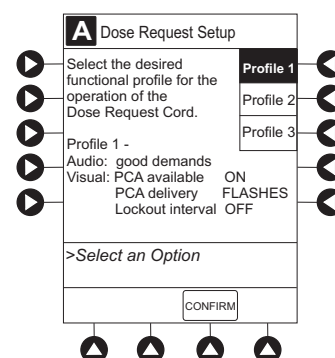 A Dose Request Setup
Select the desired
functional profile for the
operation of the
Dose Request Cord.
Profile 1
Profile 2
Profile 3
Profile 1 -
Audio: good demands
Visual: PCA available ON
PCA delivery FLASHES
Lockout interval OFF
>Select an Option
CONFIRM